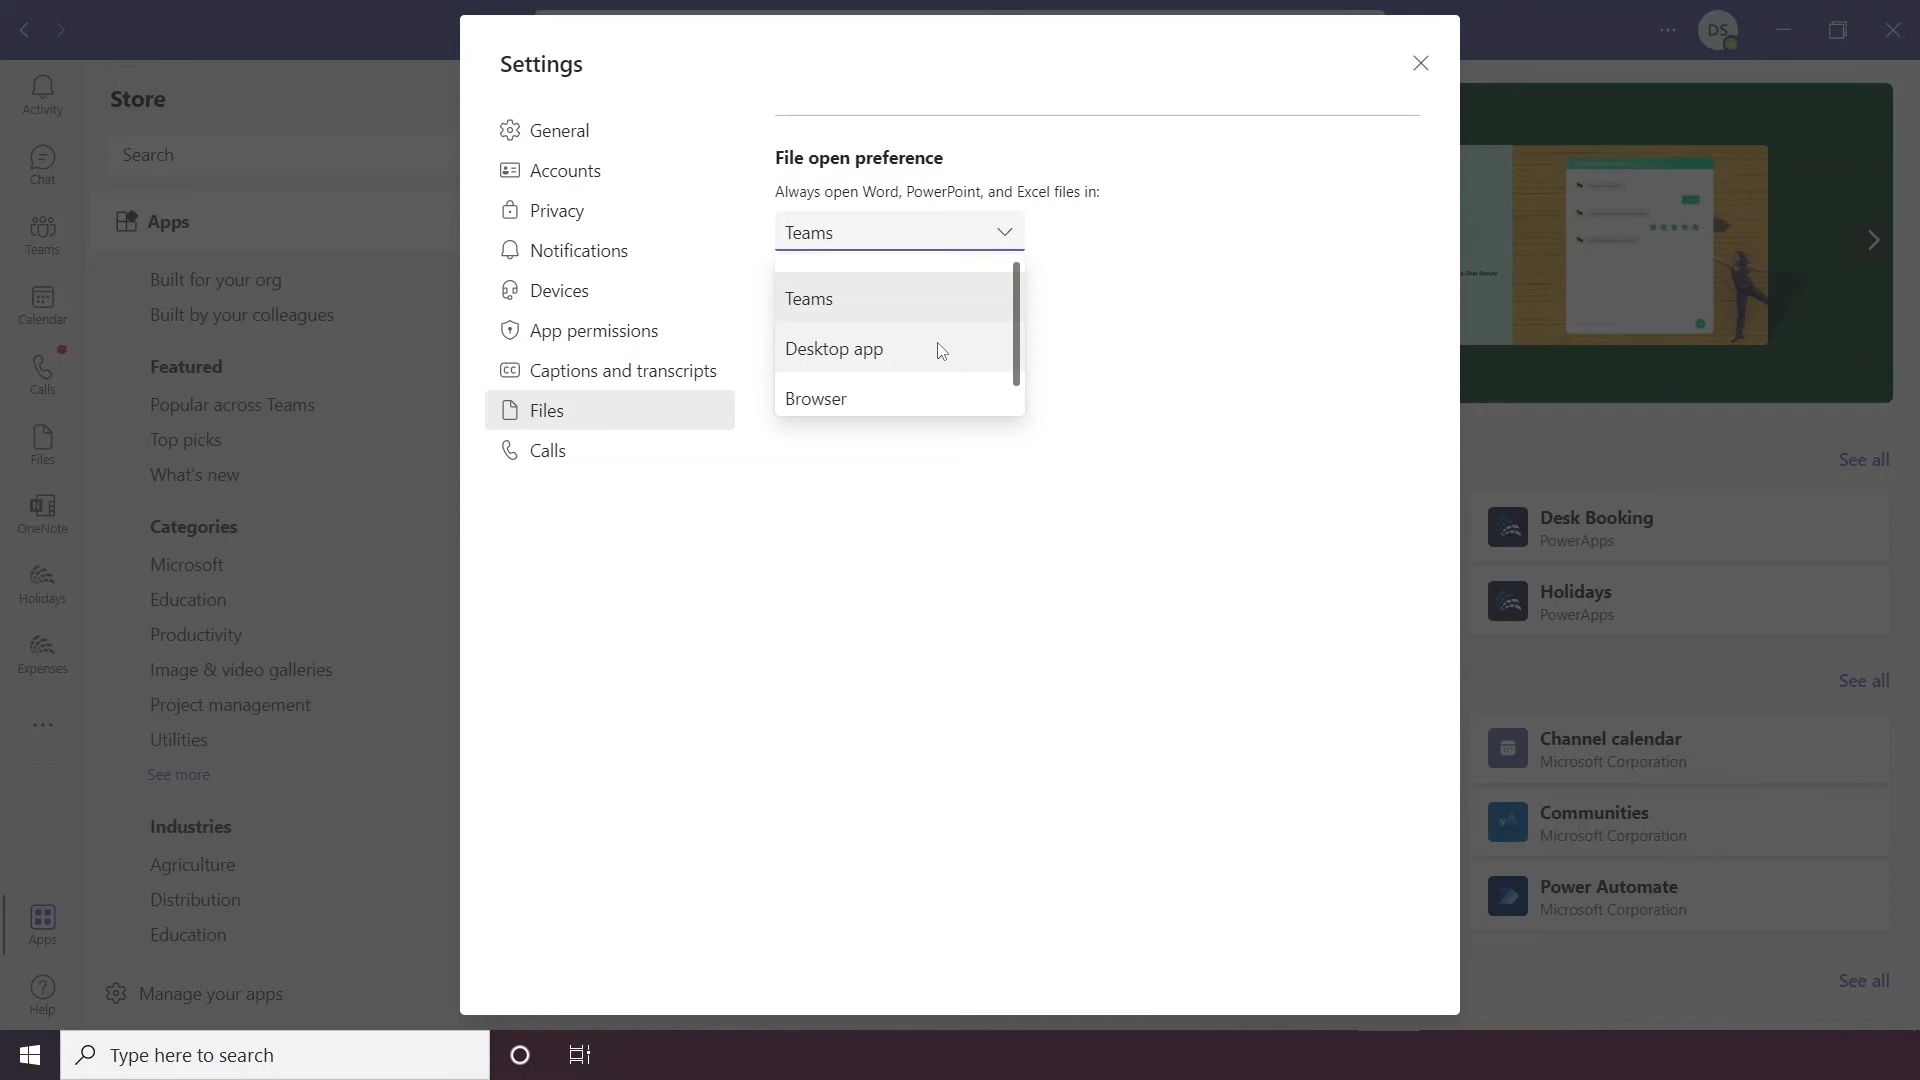 DS
Activity
Chat
Teams
Calendar
Calls
Files
OneNote
Holidays
Expenses
Apps
Help
Store
Search
Apps
Built for your org
Built by your colleagues
Featured
Popular across Teams
Top picks
What's new
Categories
Microsoft
Education
Productivity
Image & video galleries
Project management
Utilities
See more
Industries
Agriculture
Distribution
Education
Manage your apps
Settings
General
Accounts
Privacy
Notifications
Devices
App permissions
CC Captions and transcripts
Files
Calls
File open preference
Always open Word, PowerPoint, and Excel files in:
Teams
Teams
Desktop app
Browser
See all
Desk Booking
PowerApps
Holidays
PowerApps
See all
Channel calendar
Microsoft Corporation
Communities
Microsoft Corporation
Power Automate
Microsoft Corporation
See all
Type here to search